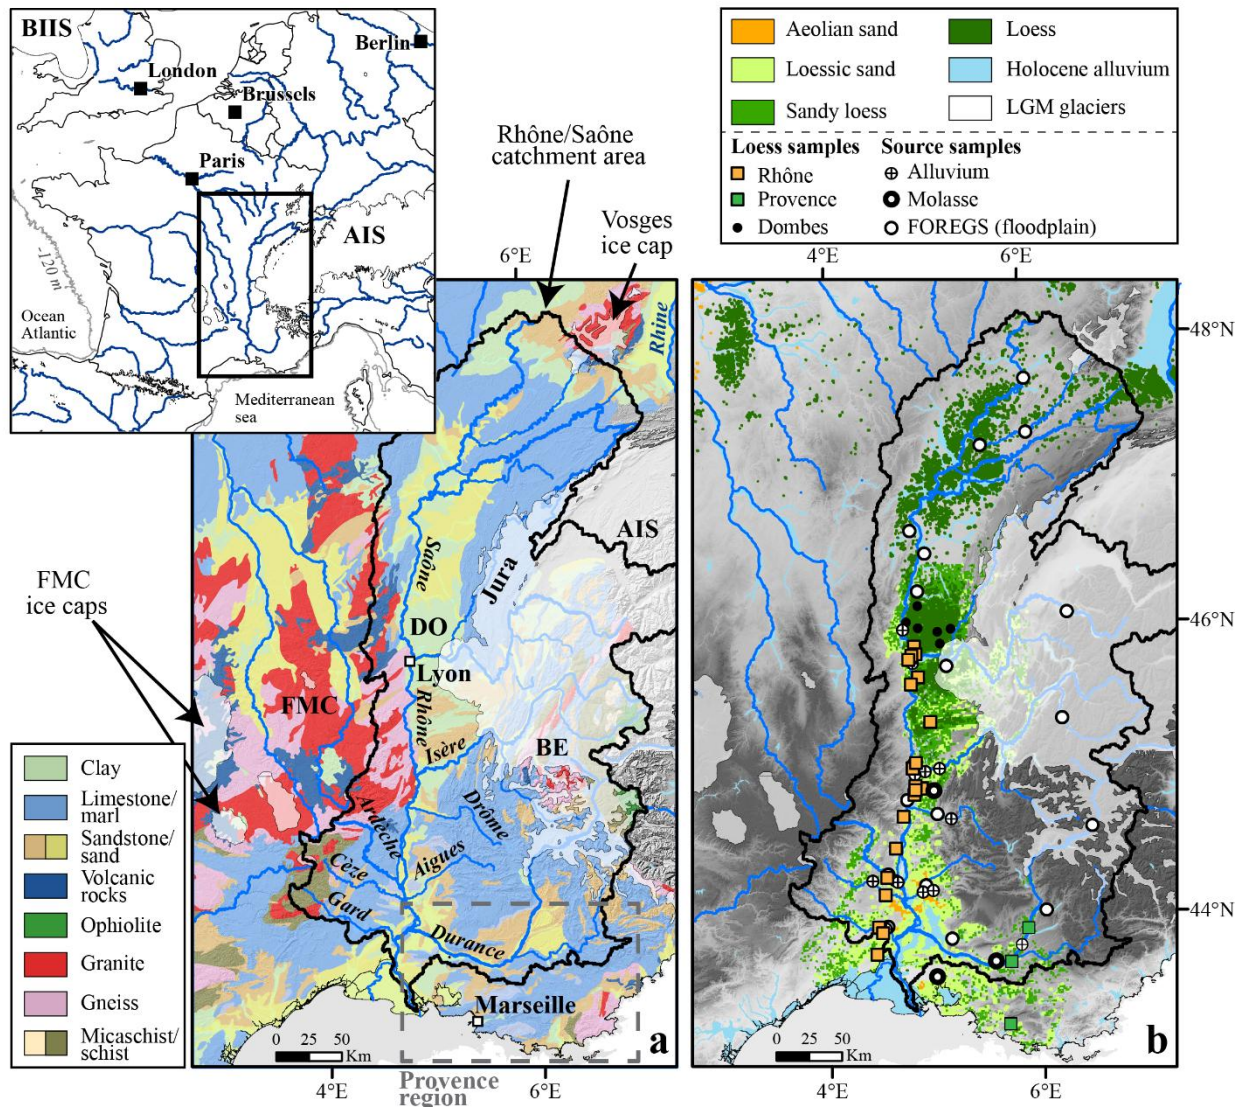 BIIS
Berlin
London
Brussels
Paris
AIS
-120 m
Ocean
Atlantic
Mediterranean
sea
Rhône/Saône
catchment area
Vosges
ice cap
Aeolian sand
Loess
Loessic sand
Holocene alluvium
Sandy loess
LGM glaciers
Loess samples
Source samples
Rhône
Alluvium
Provence
Molasse
Dombes
FOREGS (floodplain)
6°E
4°E
6°E
48°N
46°N
44°N
Rhine
AIS
Saône
Jura
DO
Lyon
FMC
ice caps
FMC
Rhône
Isère
BE
Ardèche
Drôme
Cèze
Aigues
Gard
Durance
Marseille
Clay
Limestone/
marl
Sandstone/
sand
Volcanic
rocks
Ophiolite
Granite
Gneiss
Micaschist/
schist
0 25 50
Km
a
0 25 50
Km
b
4°E
Provence
region
6°E
4°E
6°E